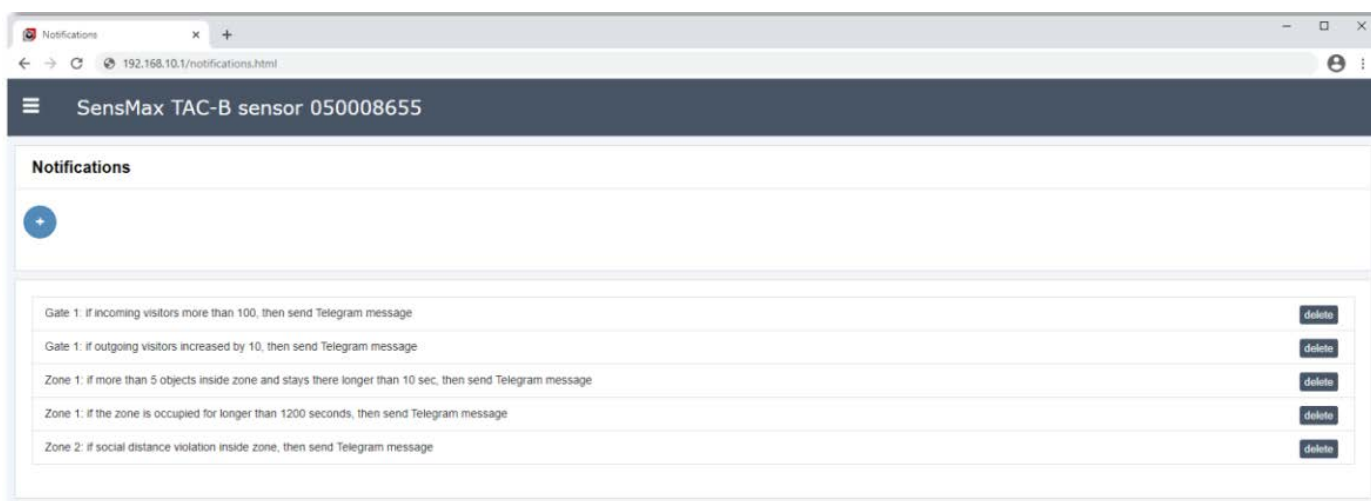 Notifications
192.168.10.1/notifications.html
SensMax TAC-B sensor 050008655
Notifications
Gate 1: if incoming visitors more than 100, then send Telegram message delete
Gate 1: if outgoing visitors increased by 10, then send Telegram message delete
Zone 1: if more than 5 objects inside zone and stays there longer than 10 sec, then send Telegram message delete
Zone 1: if the zone is occupied for longer than 1200 seconds, then send Telegram message delete
Zone 2: if social distance violation inside zone, then send Telegram message delete